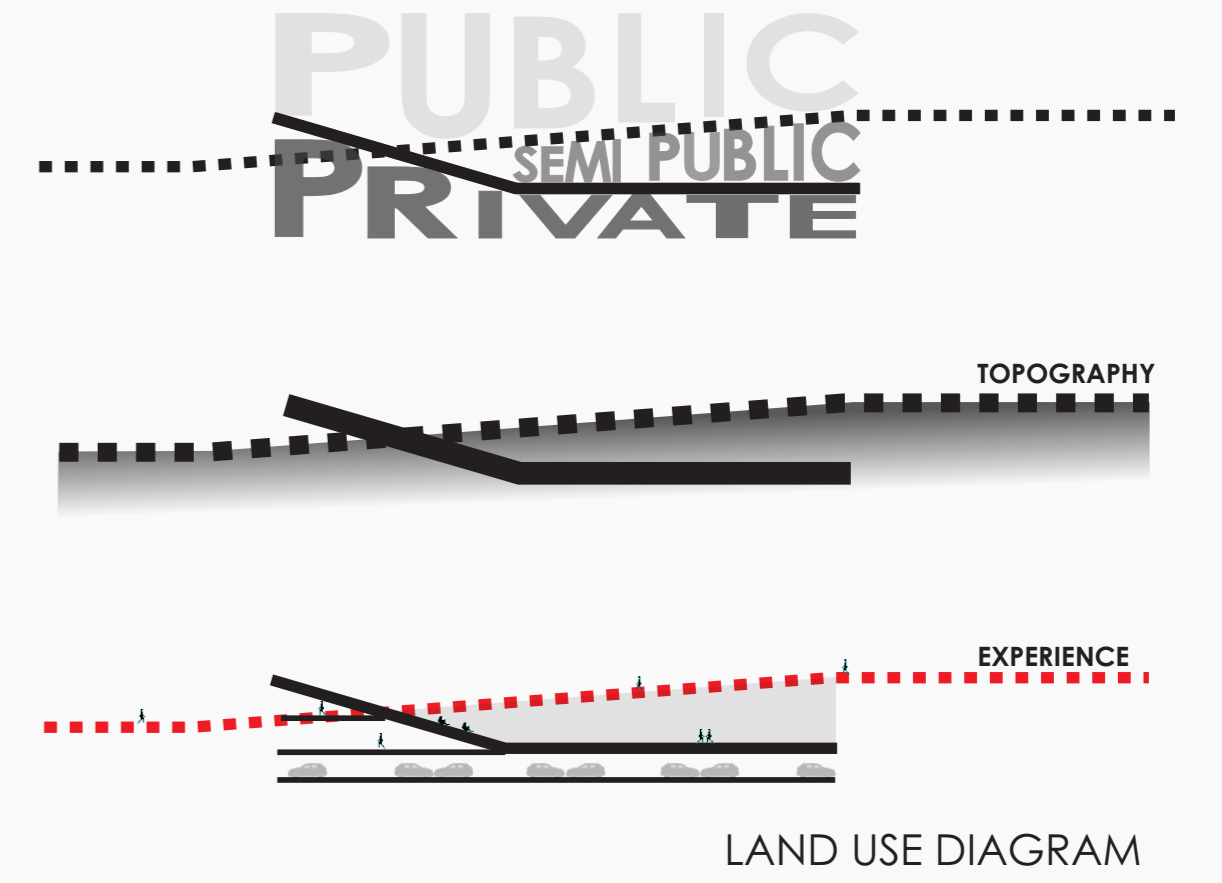 PUBLIC
SEMI PUBLIC
PRIVATE
TOPOGRAPHY
EXPERIENCE
LAND USE DIAGRAM